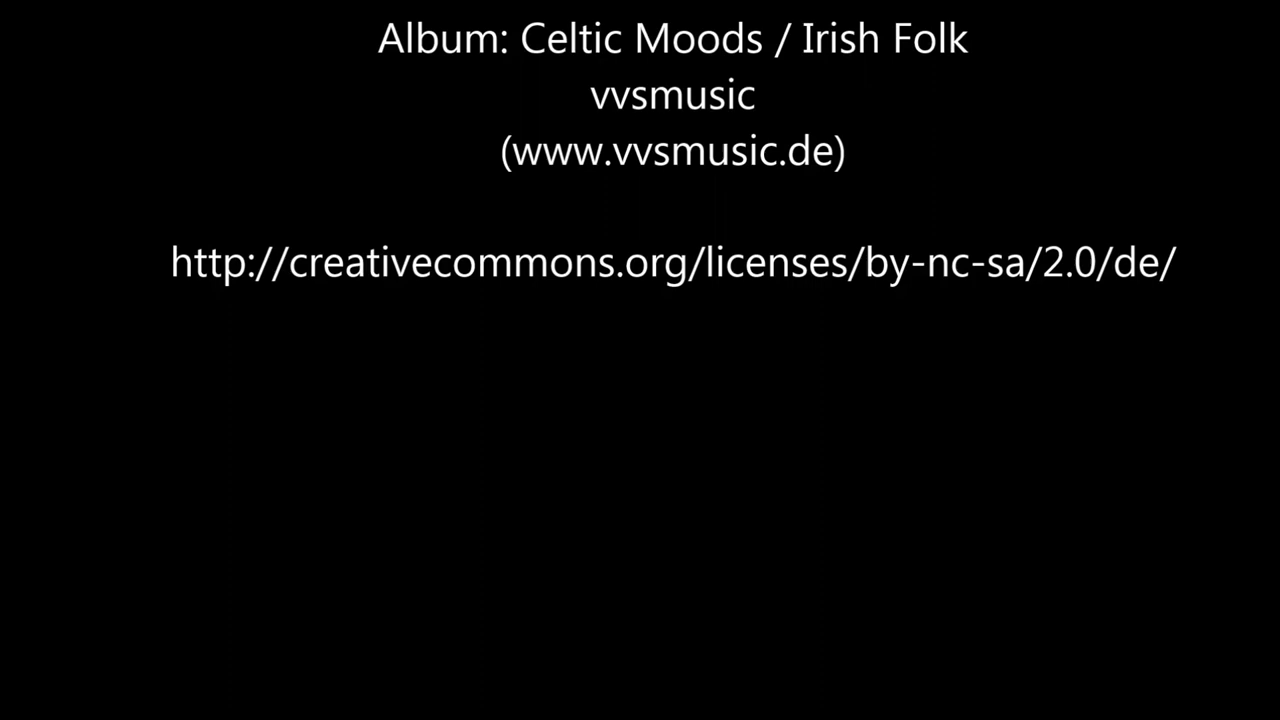 Album: Celtic Moods / Irish Folk
vvsmusic
(www.vvsmusic.de)
http://creativecommons.org/licenses/by-nc-sa/2.0/de/